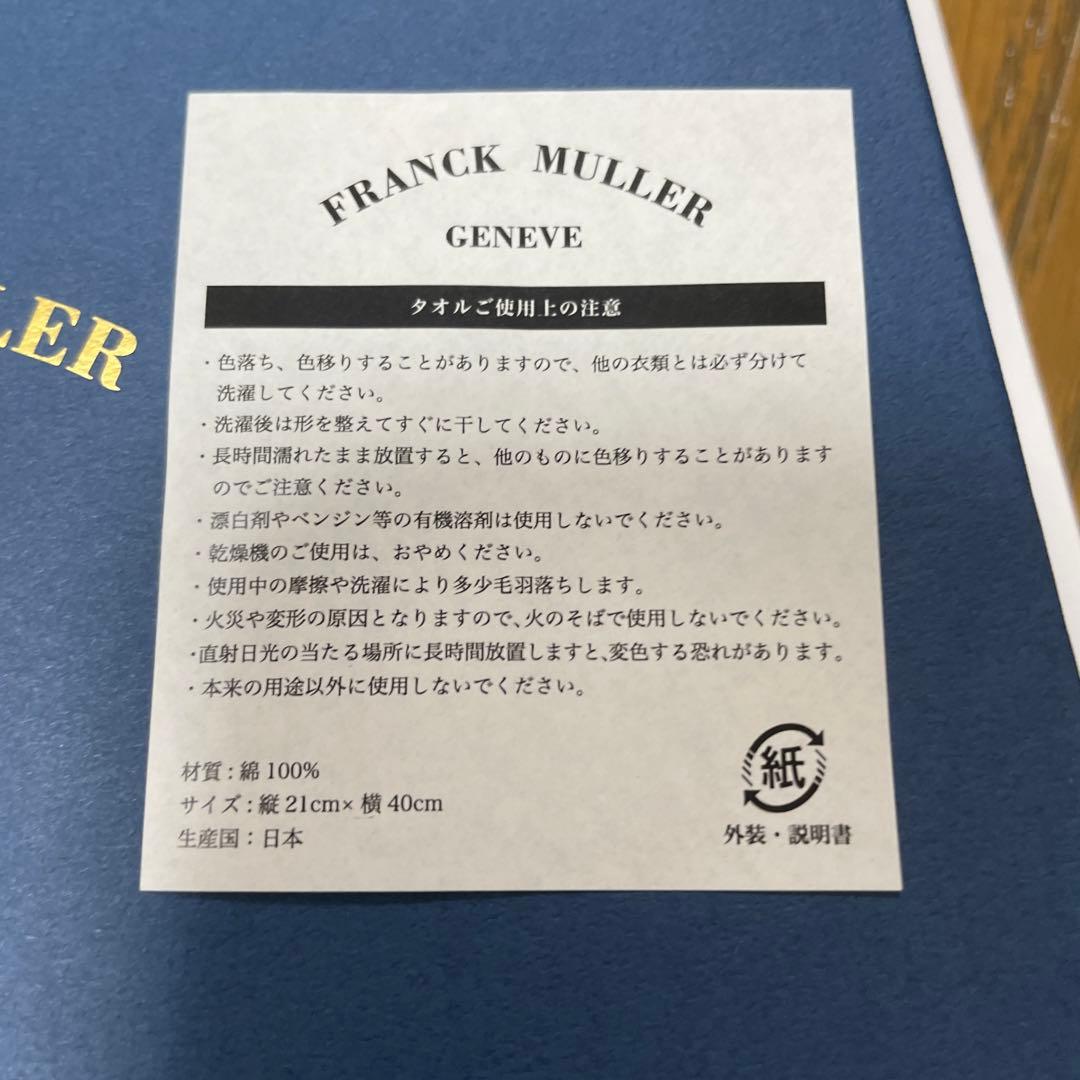 LLER
FRANCK MULLER
GENEVE
タオルご使用上の注意
・色落ち、色移りすることがありますので、他の衣類とは必ず分けて
洗濯してください。
・洗濯後は形を整えてすぐに干してください。
・長時間濡れたまま放置すると、他のものに色移りすることがあります
のでご注意ください。
・漂白剤やベンジン等の有機溶剤は使用しないでください。
・乾燥機のご使用は、おやめください。
・使用中の摩擦や洗濯により多少毛羽落ちします。
・火災や変形の原因となりますので、火のそばで使用しないでください。
・直射日光の当たる場所に長時間放置しますと、変色する恐れがあります。
・本来の用途以外に使用しないでください。
材質:綿100%
サイズ:縦21cm×横40cm
生産国:日本
紙
外装・説明書